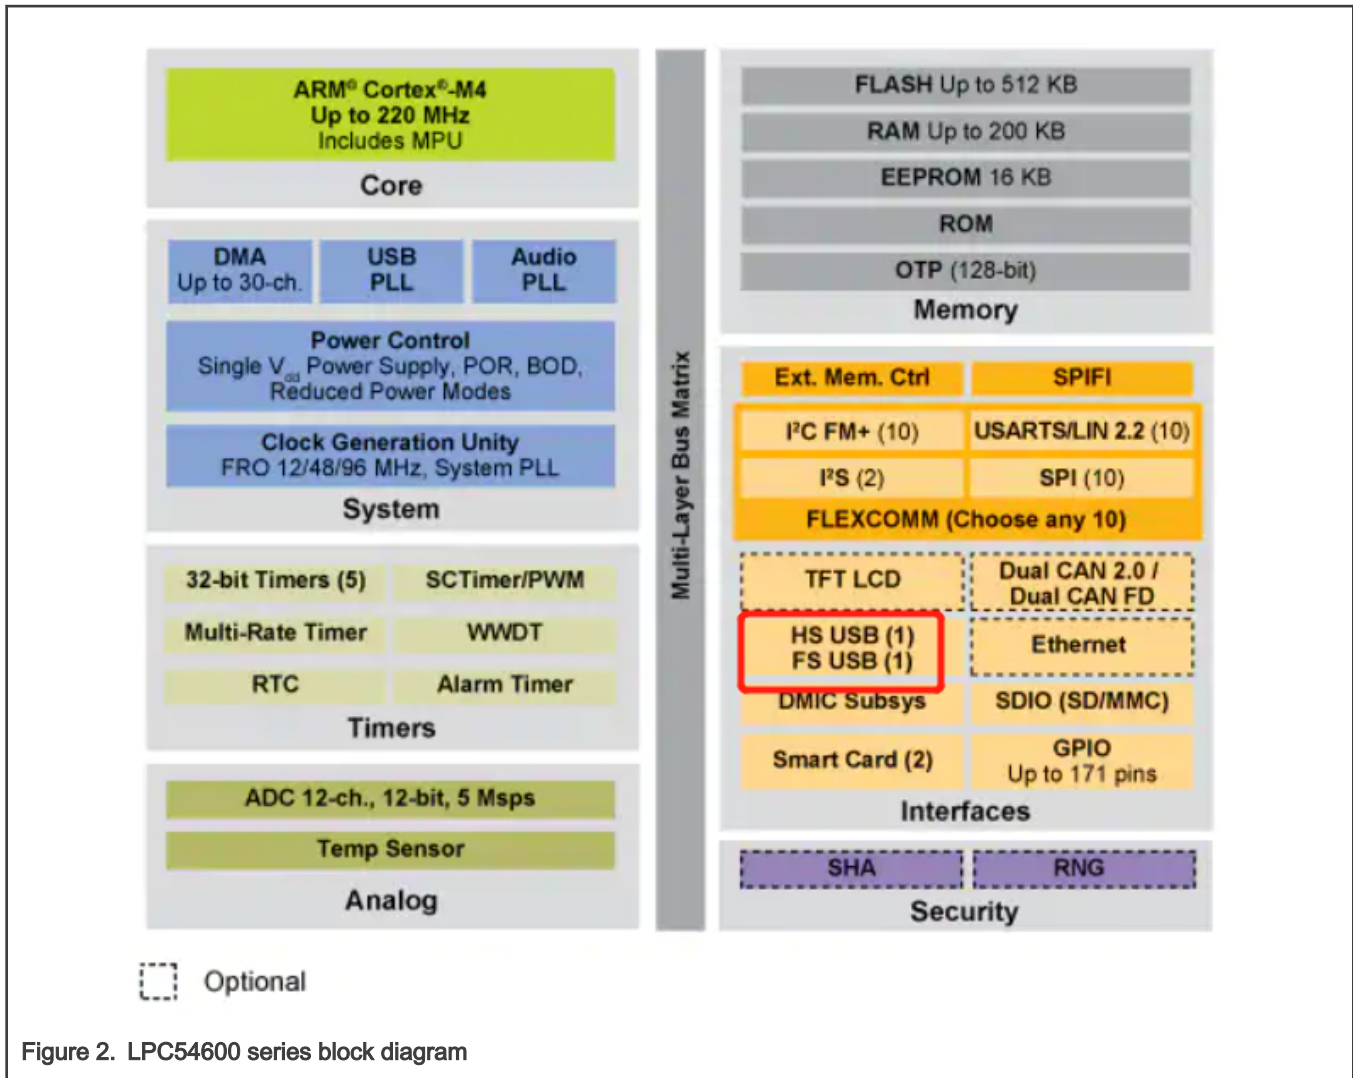 ARM® Cortex®-M4
Up to 220 MHz
Includes MPU
Core
DMA
Up to 30-ch.
USB
PLL
Audio
PLL
Power Control
Single Vdd Power Supply, POR, BOD,
Reduced Power Modes
Clock Generation Unity
FRO 12/48/96 MHz, System PLL
System
32-bit Timers (5)
SCTimer/PWM
Multi-Rate Timer
WWDT
RTC
Alarm Timer
Timers
ADC 12-ch., 12-bit, 5 Msps
Temp Sensor
Analog
Multi-Layer Bus Matrix
FLASH Up to 512 KB
RAM Up to 200 KB
EEPROM 16 KB
ROM
OTP (128-bit)
Memory
Ext. Mem. Ctrl
SPIFI
I²C FM+ (10)
USARTS/LIN 2.2 (10)
I²S (2)
SPI (10)
FLEXCOMM (Choose any 10)
TFT LCD
Dual CAN 2.0 /
Dual CAN FD
HS USB (1)
FS USB (1)
Ethernet
DMIC Subsys
SDIO (SD/MMC)
Smart Card (2)
GPIO
Up to 171 pins
Interfaces
SHA
RNG
Security
Optional
Figure 2. LPC54600 series block diagram